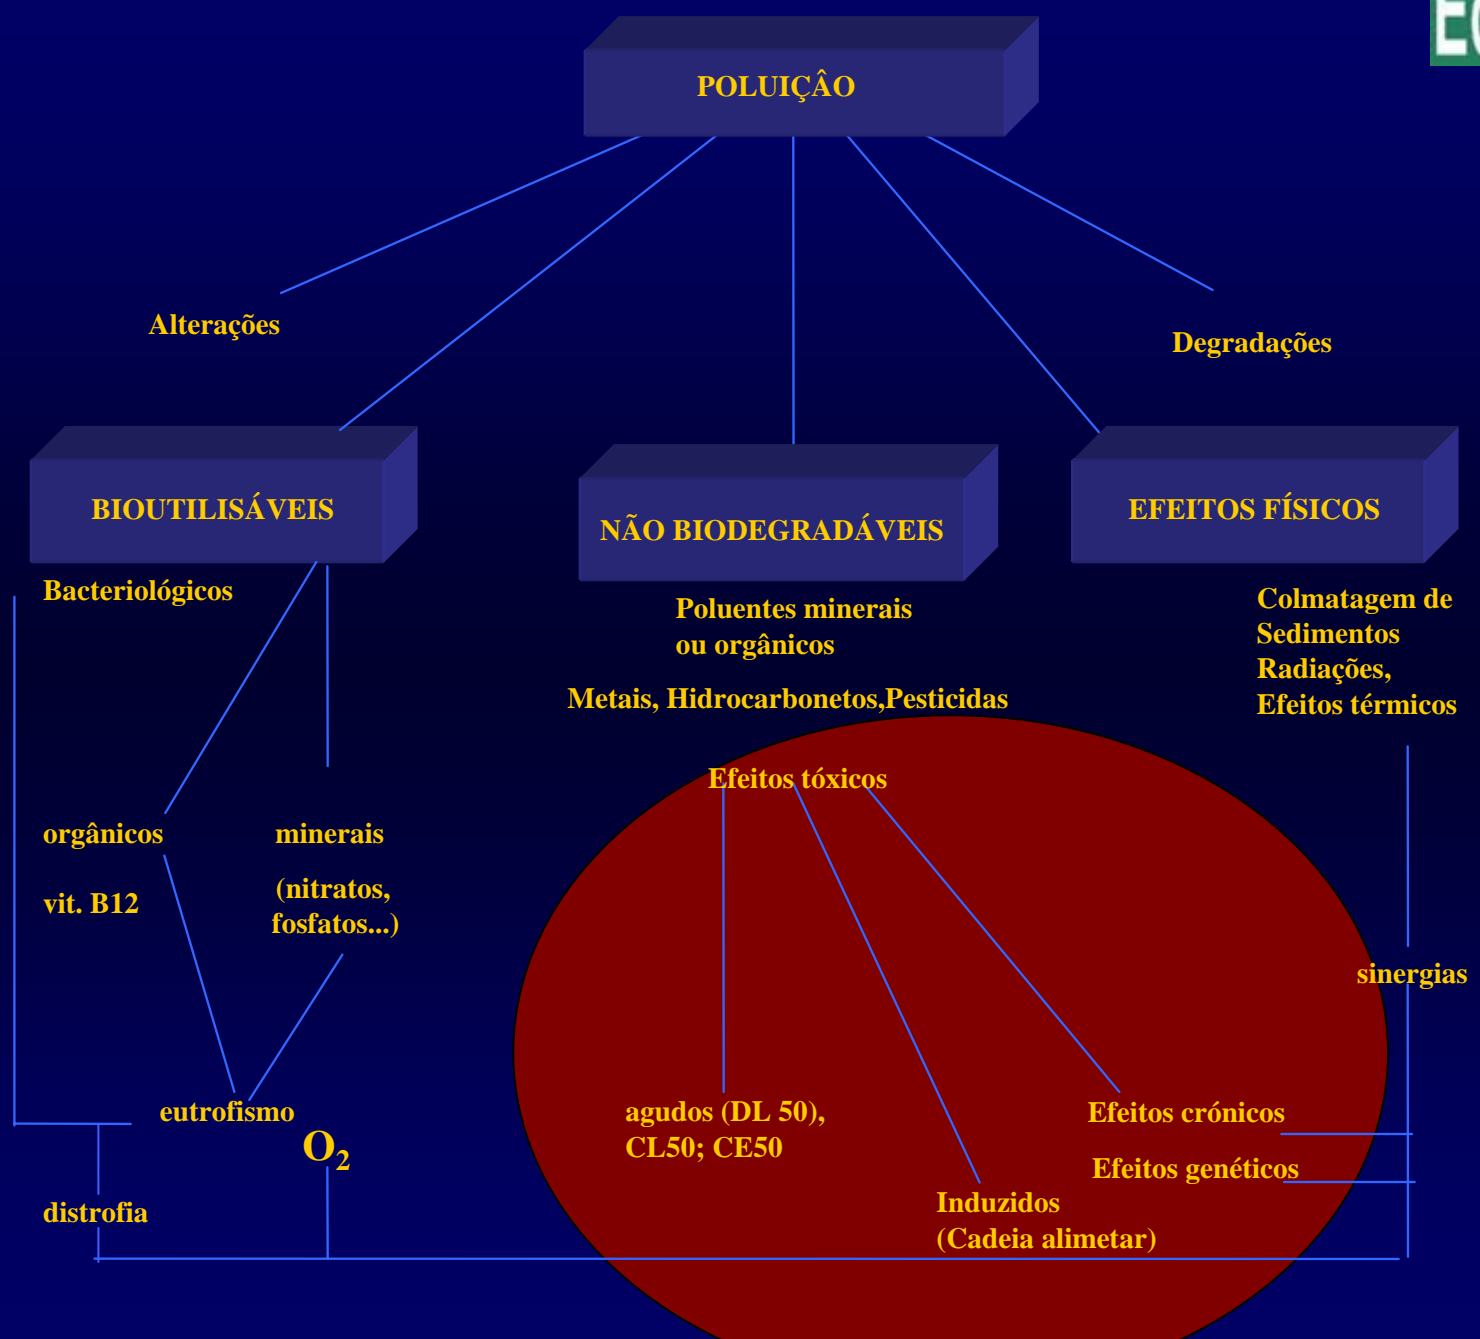 POLUIÇÂO
Alterações
Degradações
BIOUTILISÁVEIS
NÃO BIODEGRADÁVEIS
EFEITOS FÍSICOS
Bacteriológicos
Poluentes minerais
ou orgânicos
Metais, Hidrocarbonetos,Pesticidas
Colmatagem de
Sedimentos
Radiações,
Efeitos térmicos
Efeitos tóxicos
orgânicos
vit. B12
minerais
(nitratos,
fosfatos...)
sinergias
eutrofismo
O₂
distrofia
agudos (DL 50),
CL50; CE50
Induzidos
(Cadeia alimetar)
Efeitos crónicos
Efeitos genéticos